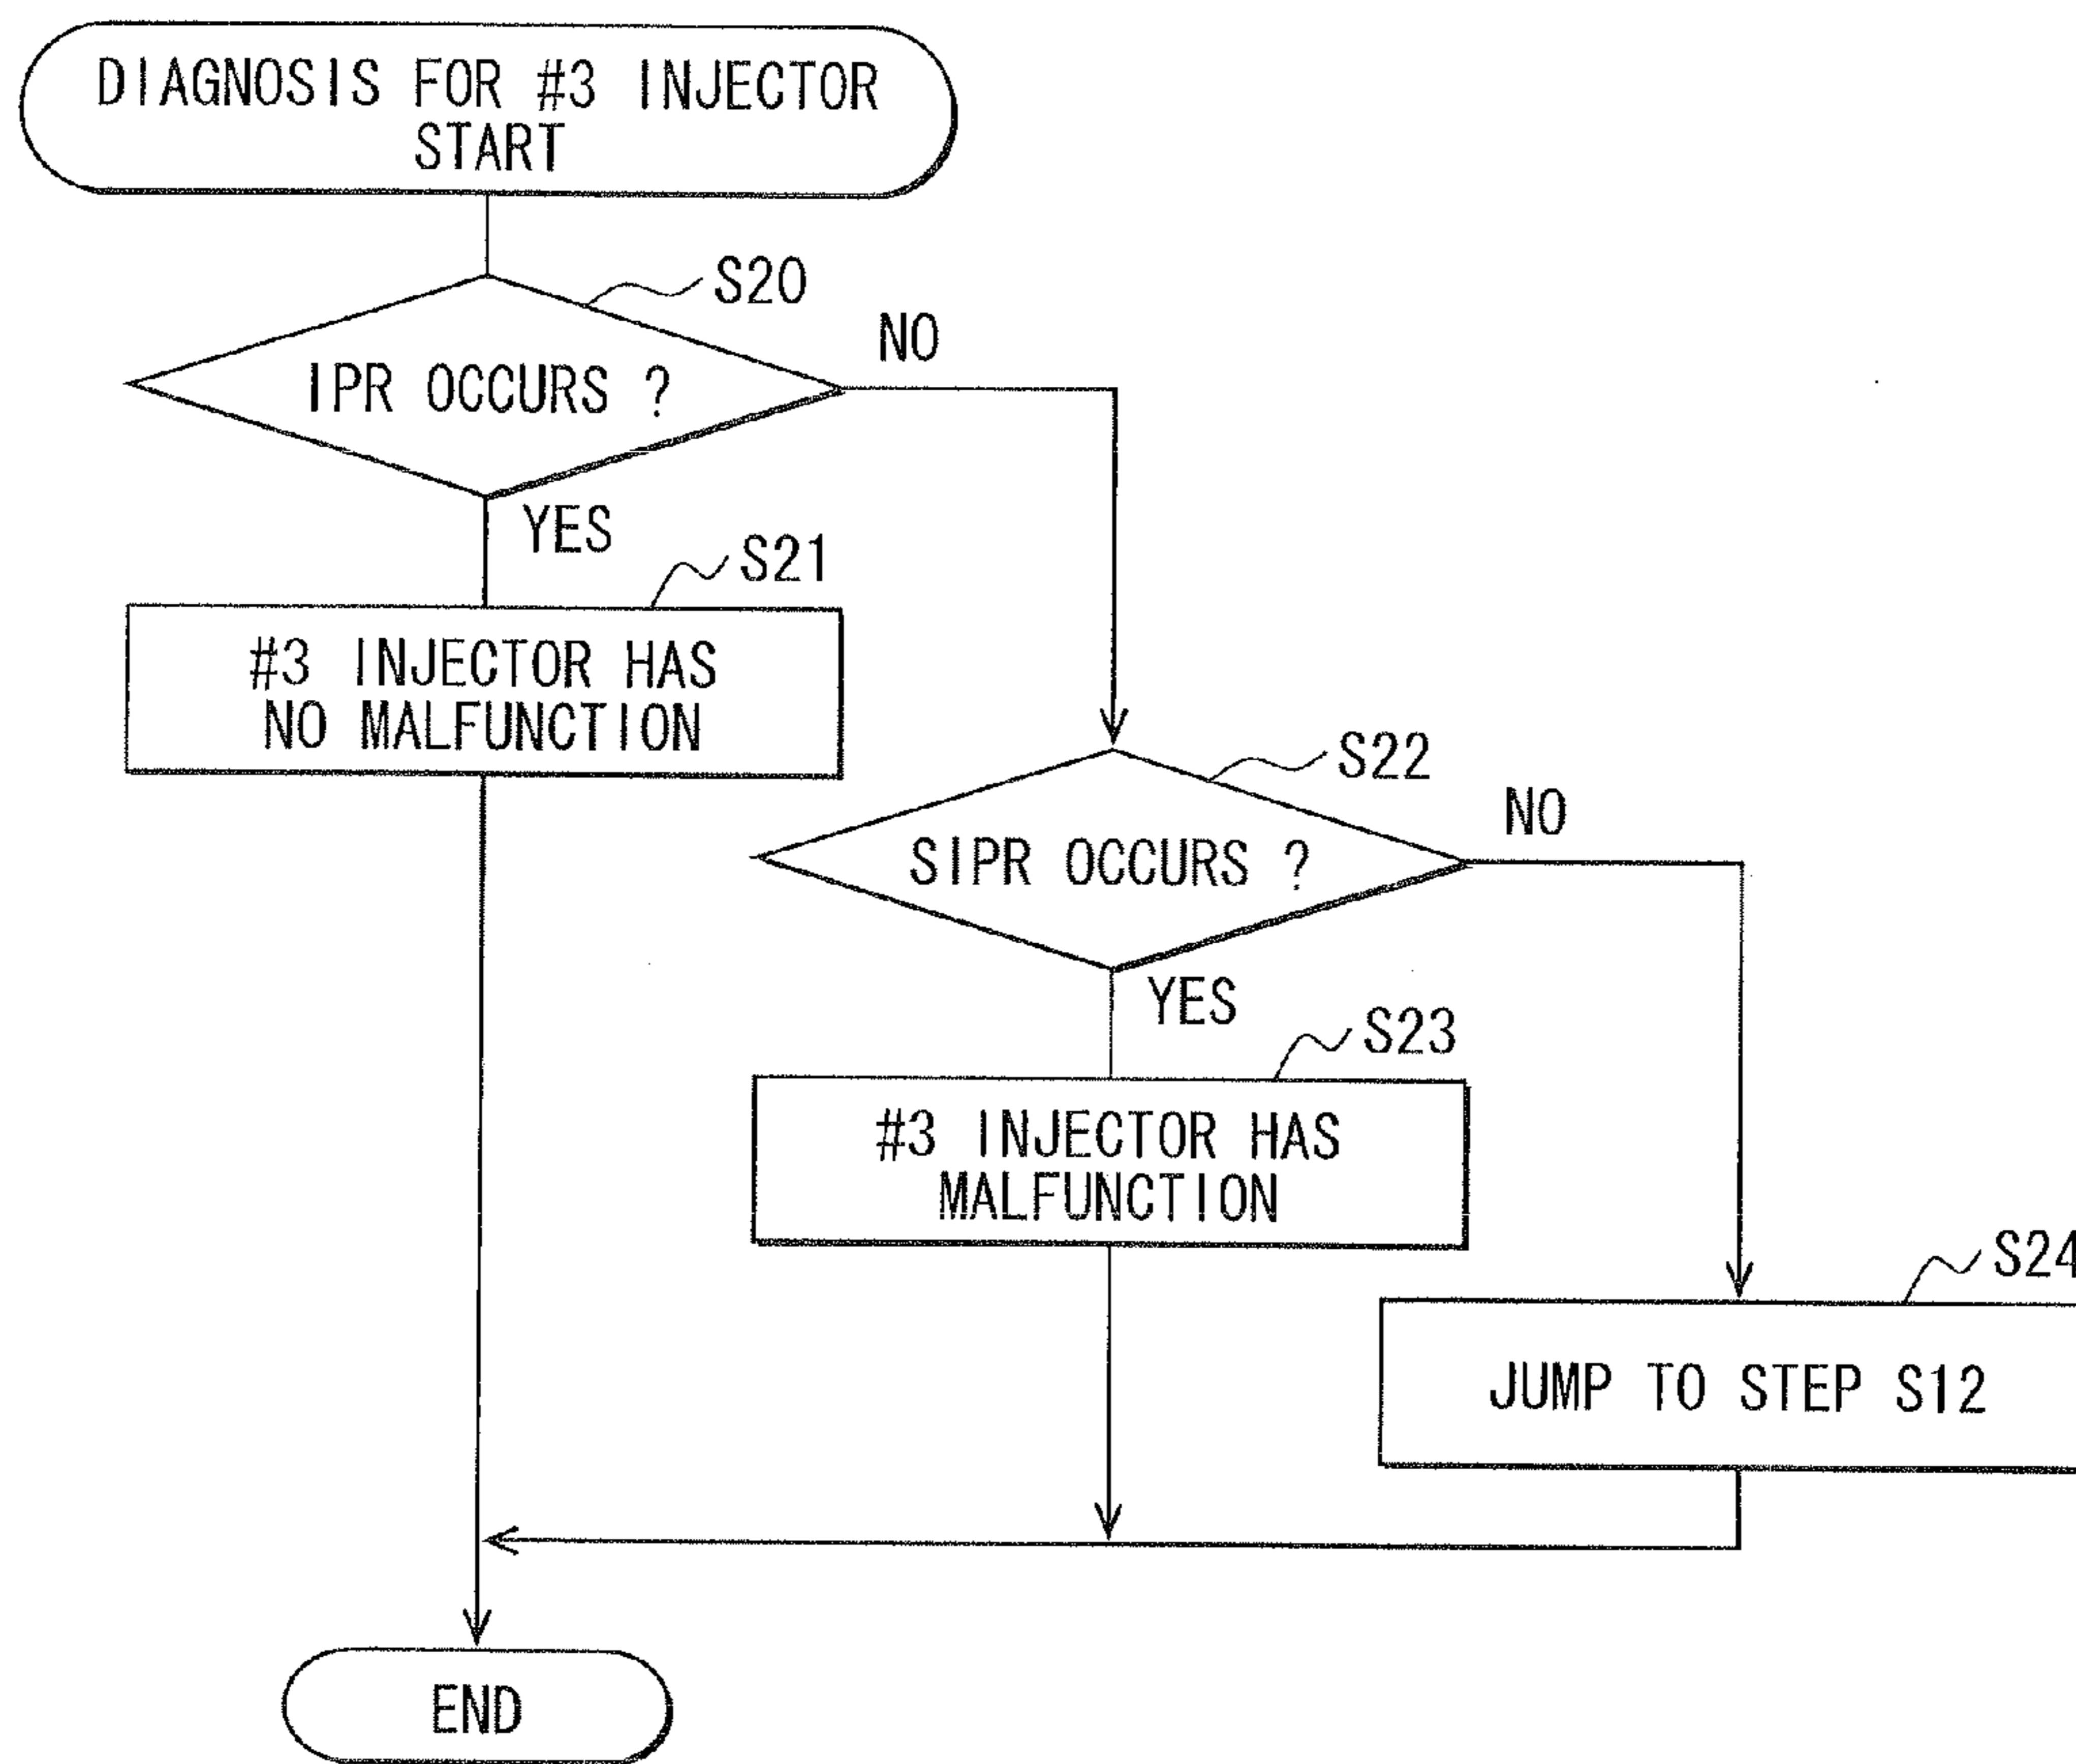 DIAGNOSIS FOR #3 INJECTOR
START
S20
NO
IPR OCCURS ?
YES
S21
#3 INJECTOR HAS
NO MALFUNCTION
S22
NO
SIPR OCCURS ?
YES
S23
#3 INJECTOR HAS
MALFUNCTION
S24
JUMP TO STEP S12
END